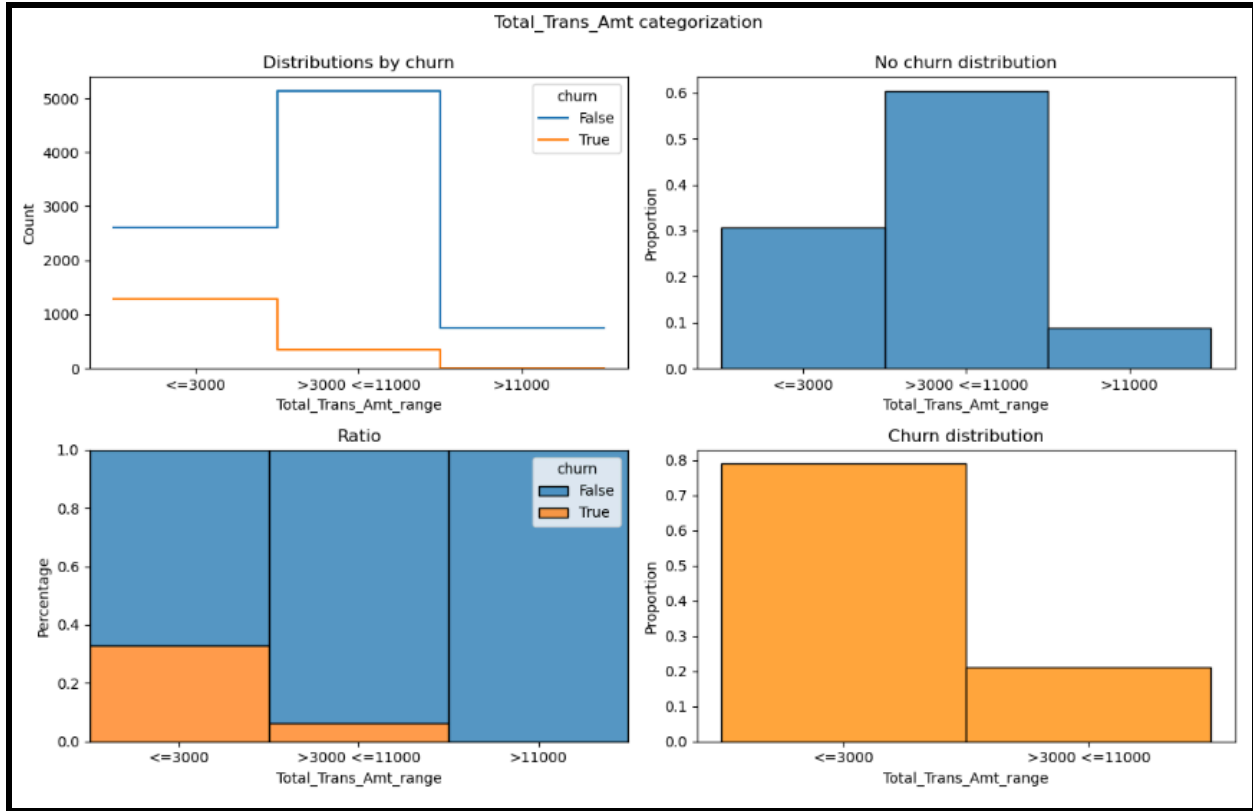 Total_Trans_Amt categorization
Distributions by churn
Count
5000
4000
3000
2000
1000
0
churn
False
True
<=3000
>3000 <=11000
>11000
Total_Trans_Amt_range
No churn distribution
Proportion
0.6
0.5
0.4
0.3
0.2
0.1
0.0
<=3000
>3000 <=11000
>11000
Total_Trans_Amt_range
Ratio
Percentage
1.0
0.8
0.6
0.4
0.2
0.0
churn
False
True
<=3000
>3000 <=11000
>11000
Total_Trans_Amt_range
Churn distribution
Proportion
0.8
0.7
0.6
0.5
0.4
0.3
0.2
0.1
0.0
<=3000
>3000 <=11000
Total_Trans_Amt_range